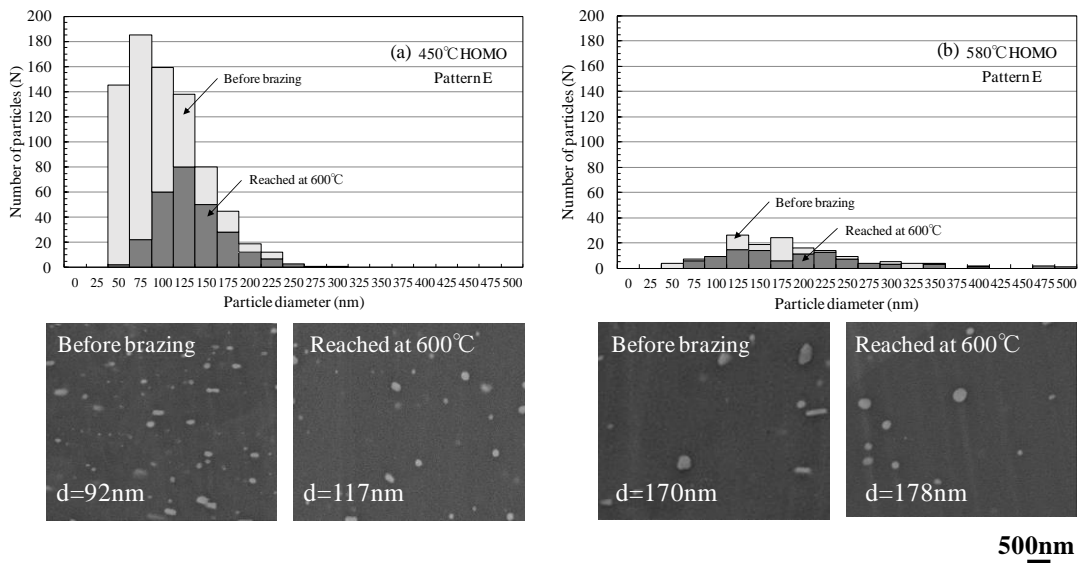 200
180
160
140
120
100
80
60
40
20
0
Number of particles (N)
(a) 450℃HOMO
Pattern E
Before brazing
Reached at 600℃
0 25 50 75 100 125 150 175 200 225 250 275 300 325 350 375 400 425 450 475 500
Particle diameter (nm)
200
180
160
140
120
100
80
60
40
20
0
Number of particles (N)
(b) 580℃HOMO
Pattern E
Before brazing
Reached at 600℃
0 25 50 75 100 125 150 175 200 225 250 275 300 325 350 375 400 425 450 475 500
Particle diameter (nm)
Before brazing
d=92nm
Reached at 600℃
d=117nm
Before brazing
d=170nm
Reached at 600℃
d=178nm
500nm